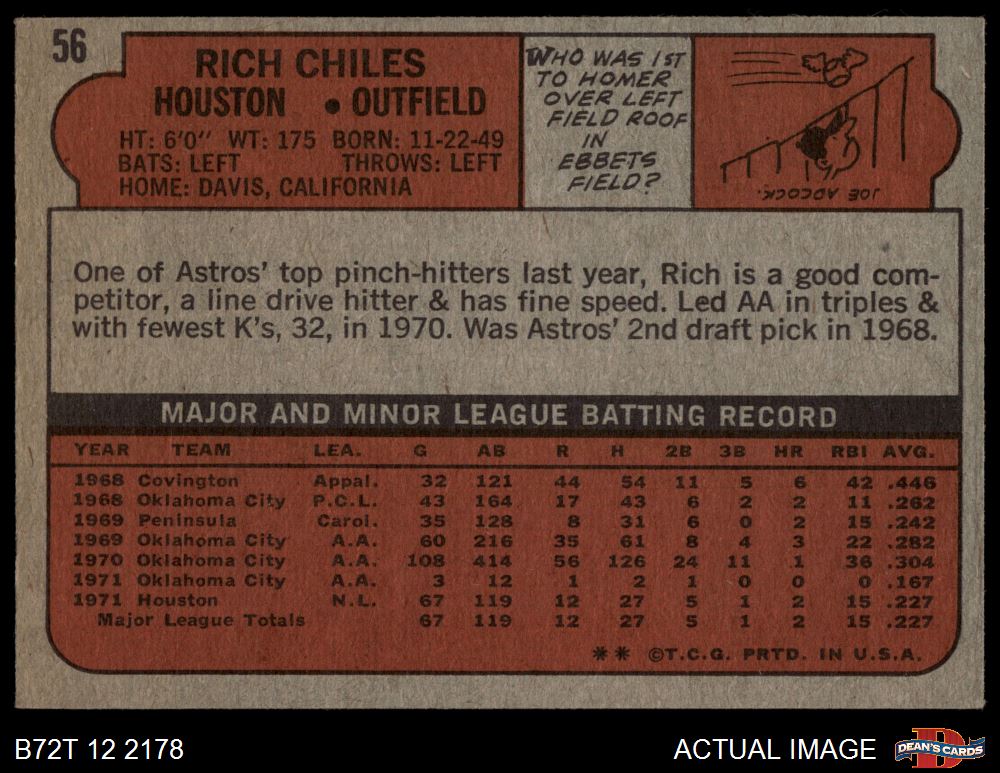 56
RICH CHILES
HOUSTON • OUTFIELD
HT: 6'0" WT: 175 BORN: 11-22-49
BATS: LEFT THROWS: LEFT
HOME: DAVIS, CALIFORNIA
WHO WAS 1ST
TO HOMER
OVER LEFT
FIELD ROOF
IN
EBBETS
FIELD?
JOE ADCOCK.
One of Astros' top pinch-hitters last year, Rich is a good com-
petitor, a line drive hitter & has fine speed. Led AA in triples &
with fewest K's, 32, in 1970. Was Astros' 2nd draft pick in 1968.
MAJOR AND MINOR LEAGUE BATTING RECORD
YEAR TEAM LEA. G AB R H 2B 3B HR RBI AVG.
1968 Covington Appal. 32 121 44 54 11 5 6 42 .446
1968 Oklahoma City P.C.L. 43 164 17 43 6 2 2 11 .262
1969 Peninsula Carol. 35 128 8 31 6 0 2 15 .242
1969 Oklahoma City A.A. 60 216 35 61 8 4 3 22 .282
1970 Oklahoma City A.A. 108 414 56 126 24 11 1 36 .304
1971 Oklahoma City A.A. 3 12 1 2 1 0 0 0 .167
1971 Houston N.L. 67 119 12 27 5 1 2 15 .227
Major League Totals 67 119 12 27 5 1 2 15 .227
** ©T.C.G. PRTD. IN U.S.A.
B72T 12 2178
ACTUAL IMAGE
D
DEAN'S CARDS